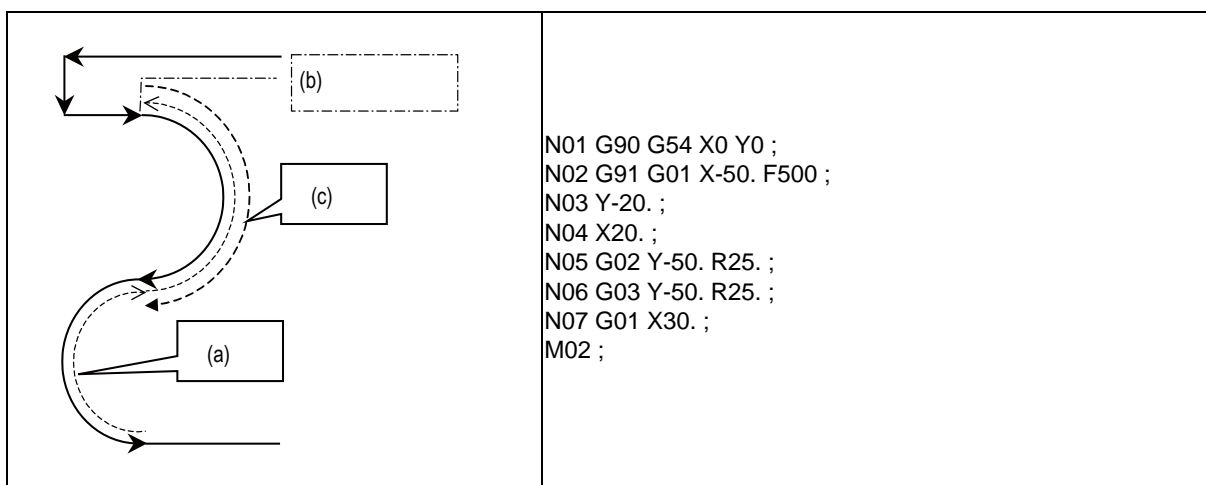 (b)
(c)
(a)
N01 G90 G54 X0 Y0 ;
N02 G91 G01 X-50. F500 ;
N03 Y-20. ;
N04 X20. ;
N05 G02 Y-50. R25. ;
N06 G03 Y-50. R25. ;
N07 G01 X30. ;
M02 ;